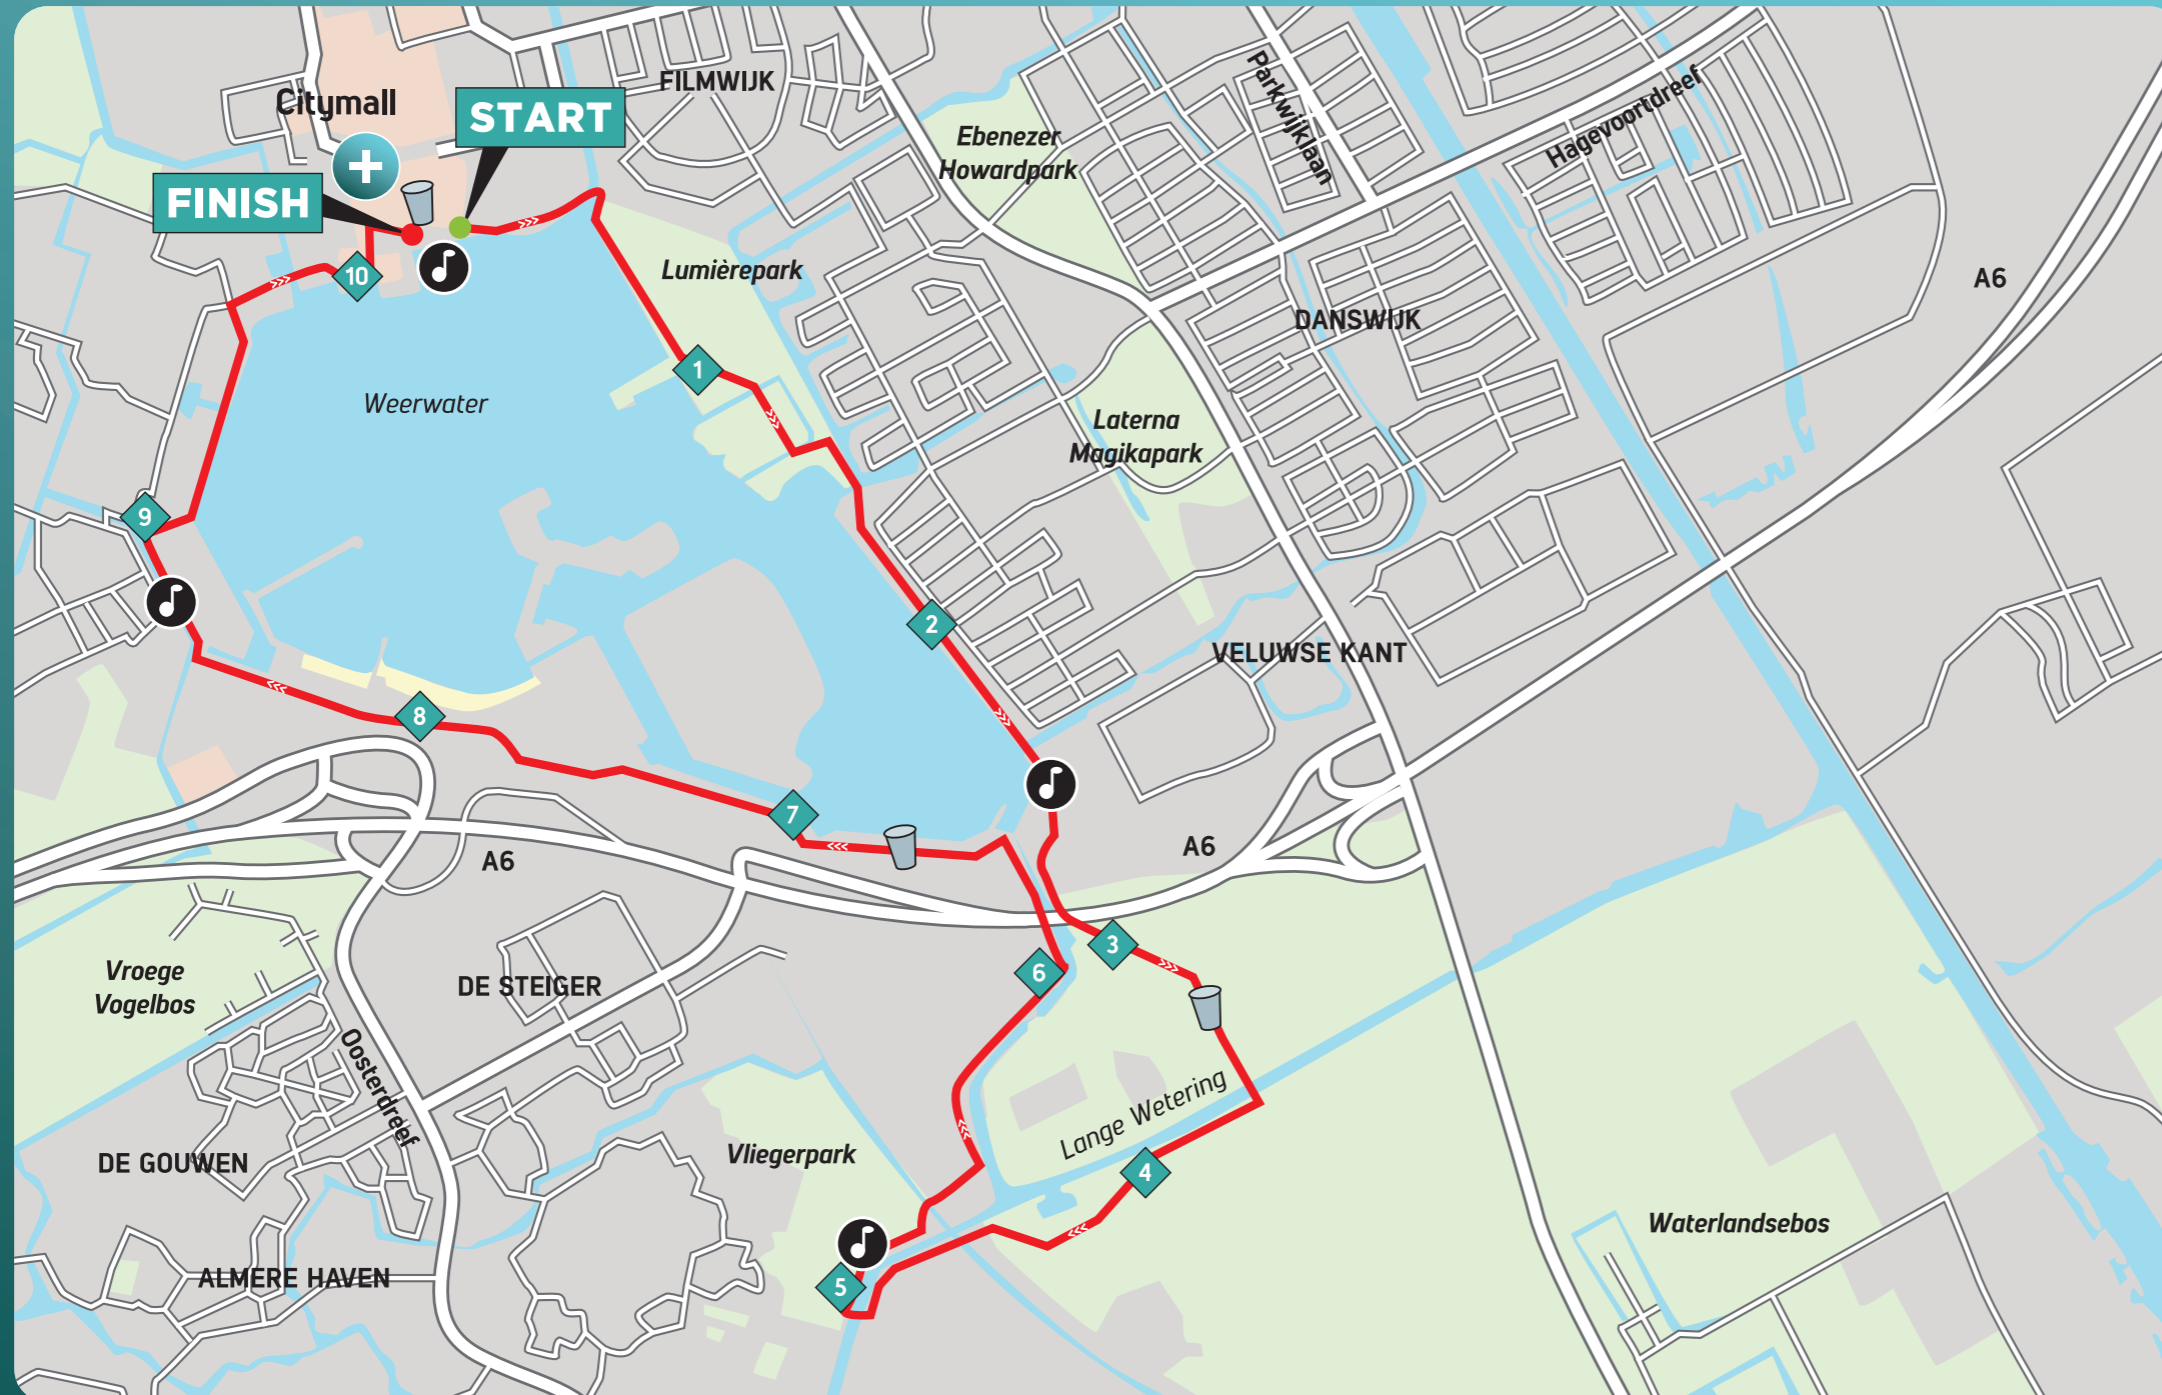 FILMWIJK
Citymall
START
FINISH
Parkwijklaan
Hagevoortdreef
Ebenezer
Howardpark
Lumièrepark
10
A6
DANSWIJK
1
Weerwater
Laterna
Magikapark
9
2
VELUWSE KANT
8
7
A6
A6
3
6
Vroege
Vogelbos
DE STEIGER
Oosterdreef
Lange Wetering
DE GOUWEN
Vliegerpark
4
Waterlandsebos
ALMERE HAVEN
5